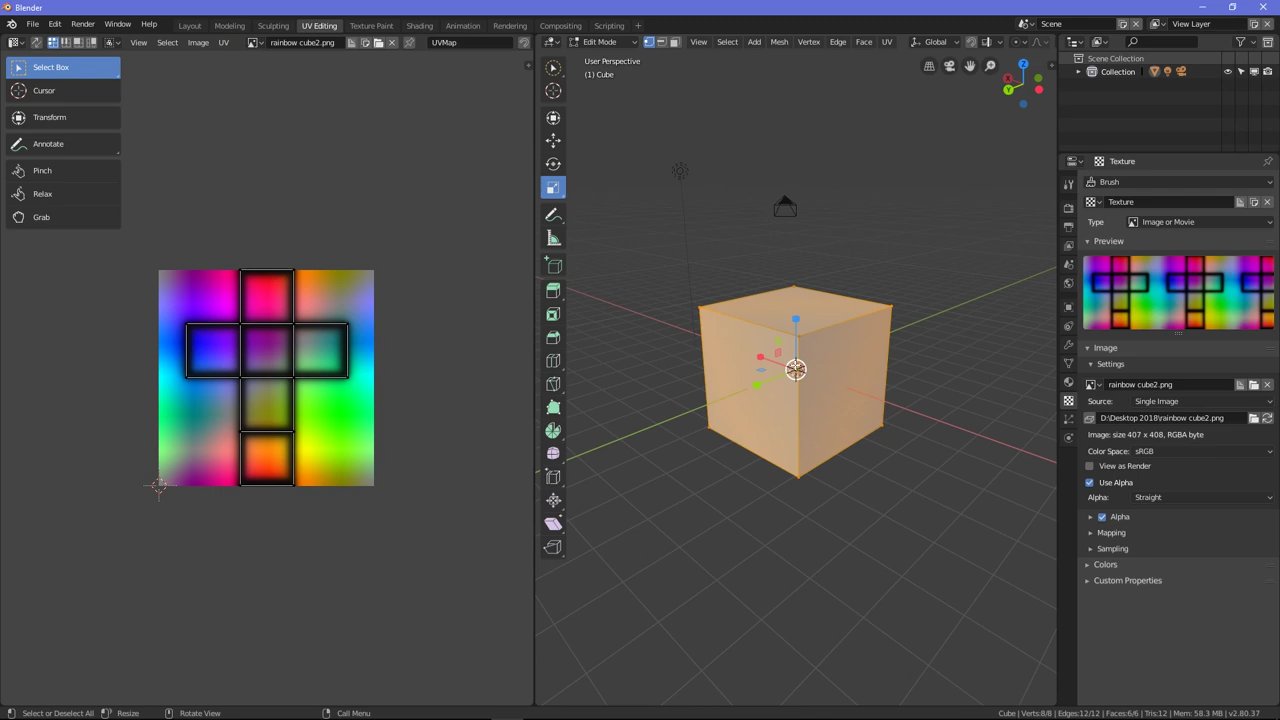 Blender
File Edit Render Window Help
Layout Modeling Sculpting UV Editing Texture Paint Shading Animation Rendering Compositing Scripting
Scene View Layer
View Select Image UV rainbow cube2.png UVMap
Edit Mode View Select Add Mesh Vertex Edge Face UV Global
Select Box
Cursor
Transform
Annotate
Pinch
Relax
Grab
User Perspective
(1) Cube
Z
X
Y
Scene Collection
Collection
Texture
Brush
Texture
Type Image or Movie
Preview
Image
Settings
rainbow cube2.png
Source: Single Image
D:\Desktop 2018\rainbow cube2.png
Image: size 407 x 408, RGBA byte
Color Space: sRGB
View as Render
Use Alpha
Alpha: Straight
Alpha
Mapping
Sampling
Colors
Custom Properties
Select or Deselect All Resize Rotate View Call Menu
Cube | Verts:8/8 | Edges:12/12 | Faces:6/6 | Tris:12 | Mem: 58.3 MB | v2.80.37